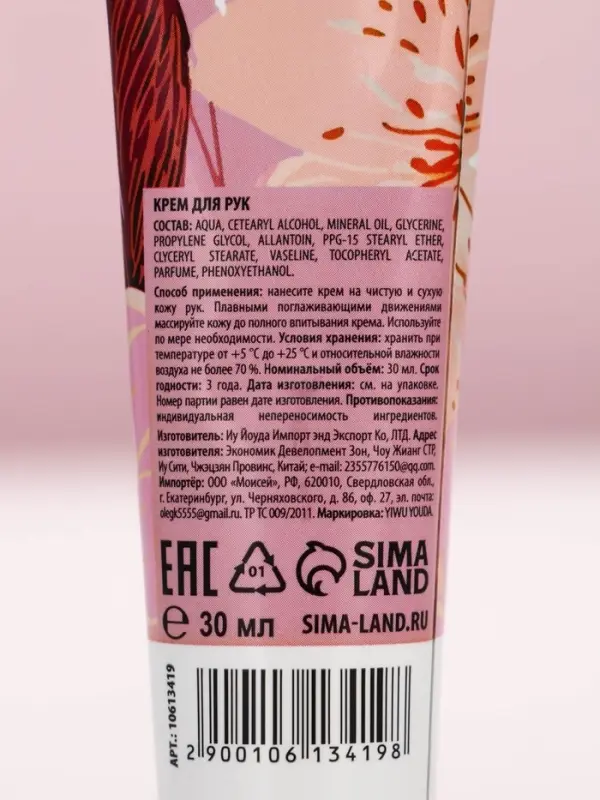 КРЕМ ДЛЯ РУК
СОСТАВ: AQUA, CETEARYL ALCOHOL, MINERAL OIL, GLYCERINE,
PROPYLENE GLYCOL, ALLANTOIN, PPG-15 STEARYL ETHER,
CLYCERYL STEARATE, VASELINE, TOCOPHERYL ACETATE,
PARFUME, PHENOXYETHANOL.
Способ применения: нанесите крем на чистую и сухую
кожу рук. Плавными поглаживающими движениями
массируйте кожу до полного впитывания крема. Используйте
по мере необходимости. Условия хранения: хранить при
температуре от +5 °C до +25 °C и относительной влажности
воздуха не более 70 %. Номинальный объём: 30 мл. Срок
годности: 3 года. Дата изготовления: см. на упаковке.
Номер партии равен дате изготовления. Противопоказания:
индивидуальная непереносимость ингредиентов.
Изготовитель: Иу Йоуда Импорт энд Экспорт Ко, ЛТД. Адрес
изготовителя: Экономик Девелопмент Зон, Чоу Жианг СТР,
Иу Сити, Чжэцзян Провинс, Китай; e-mail: 2355776150@qq.com.
Импортёр: ООО «Моисей», РФ, 620010, Свердловская обл.,
г. Екатеринбург, ул. Черняховского, д. 86, оф. 27, эл. почта:
olegk5555@gmail.ru. ТР ТС 009/2011. Маркировка: YIWU YOUDA.
EAC
01
SIMA
LAND
℮ 30 мл
SIMA-LAND.RU
АРТ.: 10613419
2 900106 134198